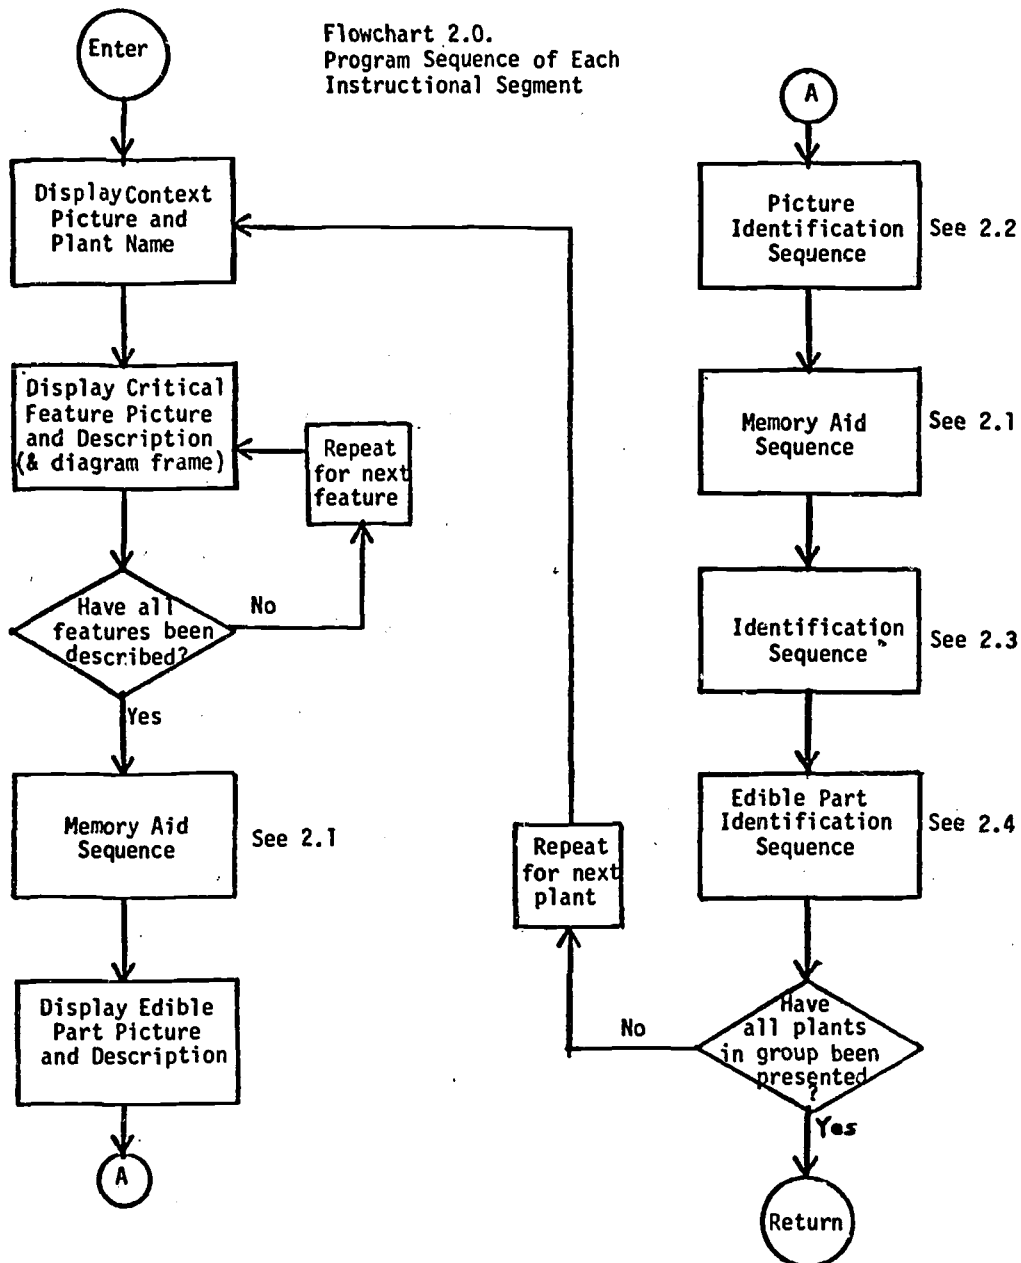 Flowchart 2.0.
Program Sequence of Each
Instructional Segment
Enter
Display Context
Picture and
Plant Name
Display Critical
Feature Picture
and Description
(& diagram frame)
Repeat
for next
feature
Have all
features been
described?
No
Yes
Memory Aid
Sequence
See 2.1
Display Edible
Part Picture
and Description
A
A
Picture
Identification
Sequence
See 2.2
Memory Aid
Sequence
See 2.1
Identification
Sequence
See 2.3
Edible Part
Identification
Sequence
See 2.4
Repeat
for next
plant
Have
all plants
in group been
presented
?
No
Yes
Return